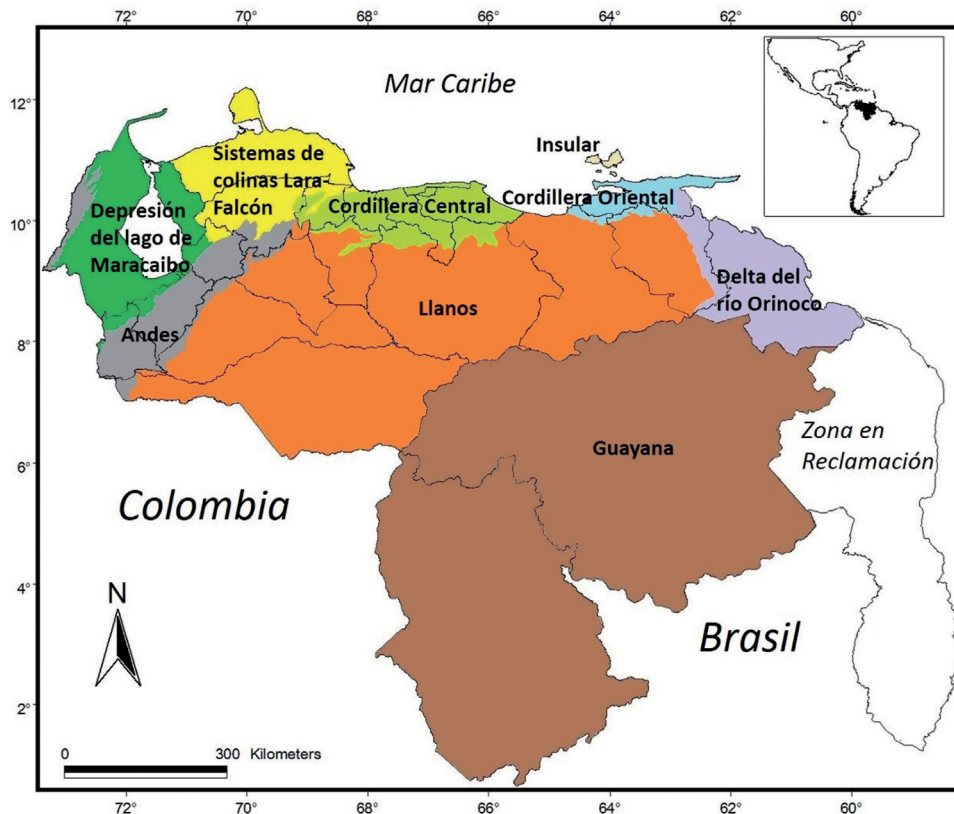 72° 70° 68° 66° 64° 62° 60°
Mar Caribe
12°
Insular
Sistemas de
colinas Lara-
Falcón
Cordillera Central
Cordillera Oriental
10°
Depresión
del lago de
Maracaibo
Delta del
río Orinoco
Llanos
Andes
8°
Zona en
Reclamación
Guayana
6°
Colombia
4°
N
Brasil
2°
0 300 Kilometers
72° 70° 68° 66° 64° 62° 60°